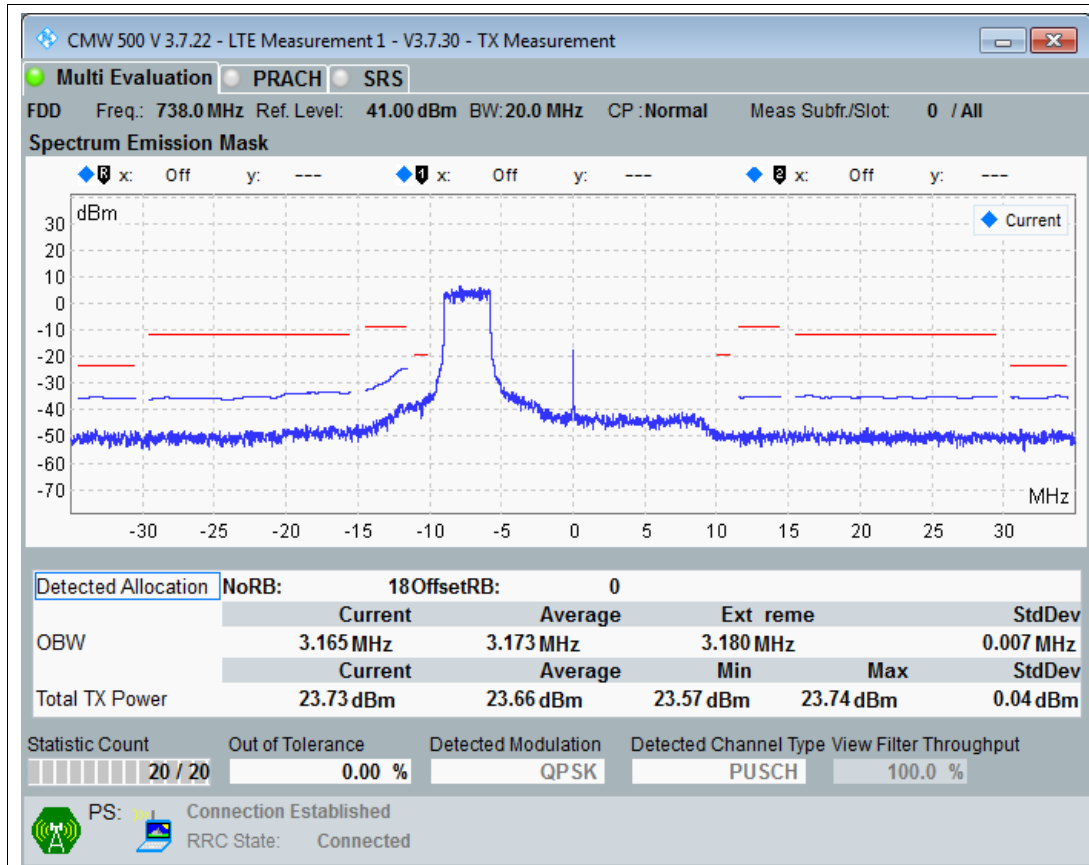 CMW 500 V 3.7.22 - LTE Measurement 1 - V3.7.30 - TX Measurement
Multi Evaluation PRACH SRS
FDD Freq.: 738.0 MHz Ref. Level: 41.00 dBm BW: 20.0 MHz CP : Normal Meas Subfr./Slot: 0 / All
Spectrum Emission Mask
R x: Off y: --- 1 x: Off y: --- 2 x: Off y: ---
dBm
Current
30
20
10
0
-10
-20
-30
-40
-50
-60
-70
MHz
-30 -25 -20 -15 -10 -5 0 5 10 15 20 25 30
Detected Allocation NoRB: 18 OffsetRB: 0
Current Average Ext reme StdDev
OBW 3.165 MHz 3.173 MHz 3.180 MHz 0.007 MHz
Current Average Min Max StdDev
Total TX Power 23.73 dBm 23.66 dBm 23.57 dBm 23.74 dBm 0.04 dBm
Statistic Count Out of Tolerance Detected Modulation Detected Channel Type View Filter Throughput
20 / 20 0.00 % QPSK PUSCH 100.0 %
PS: Connection Established
RRC State: Connected